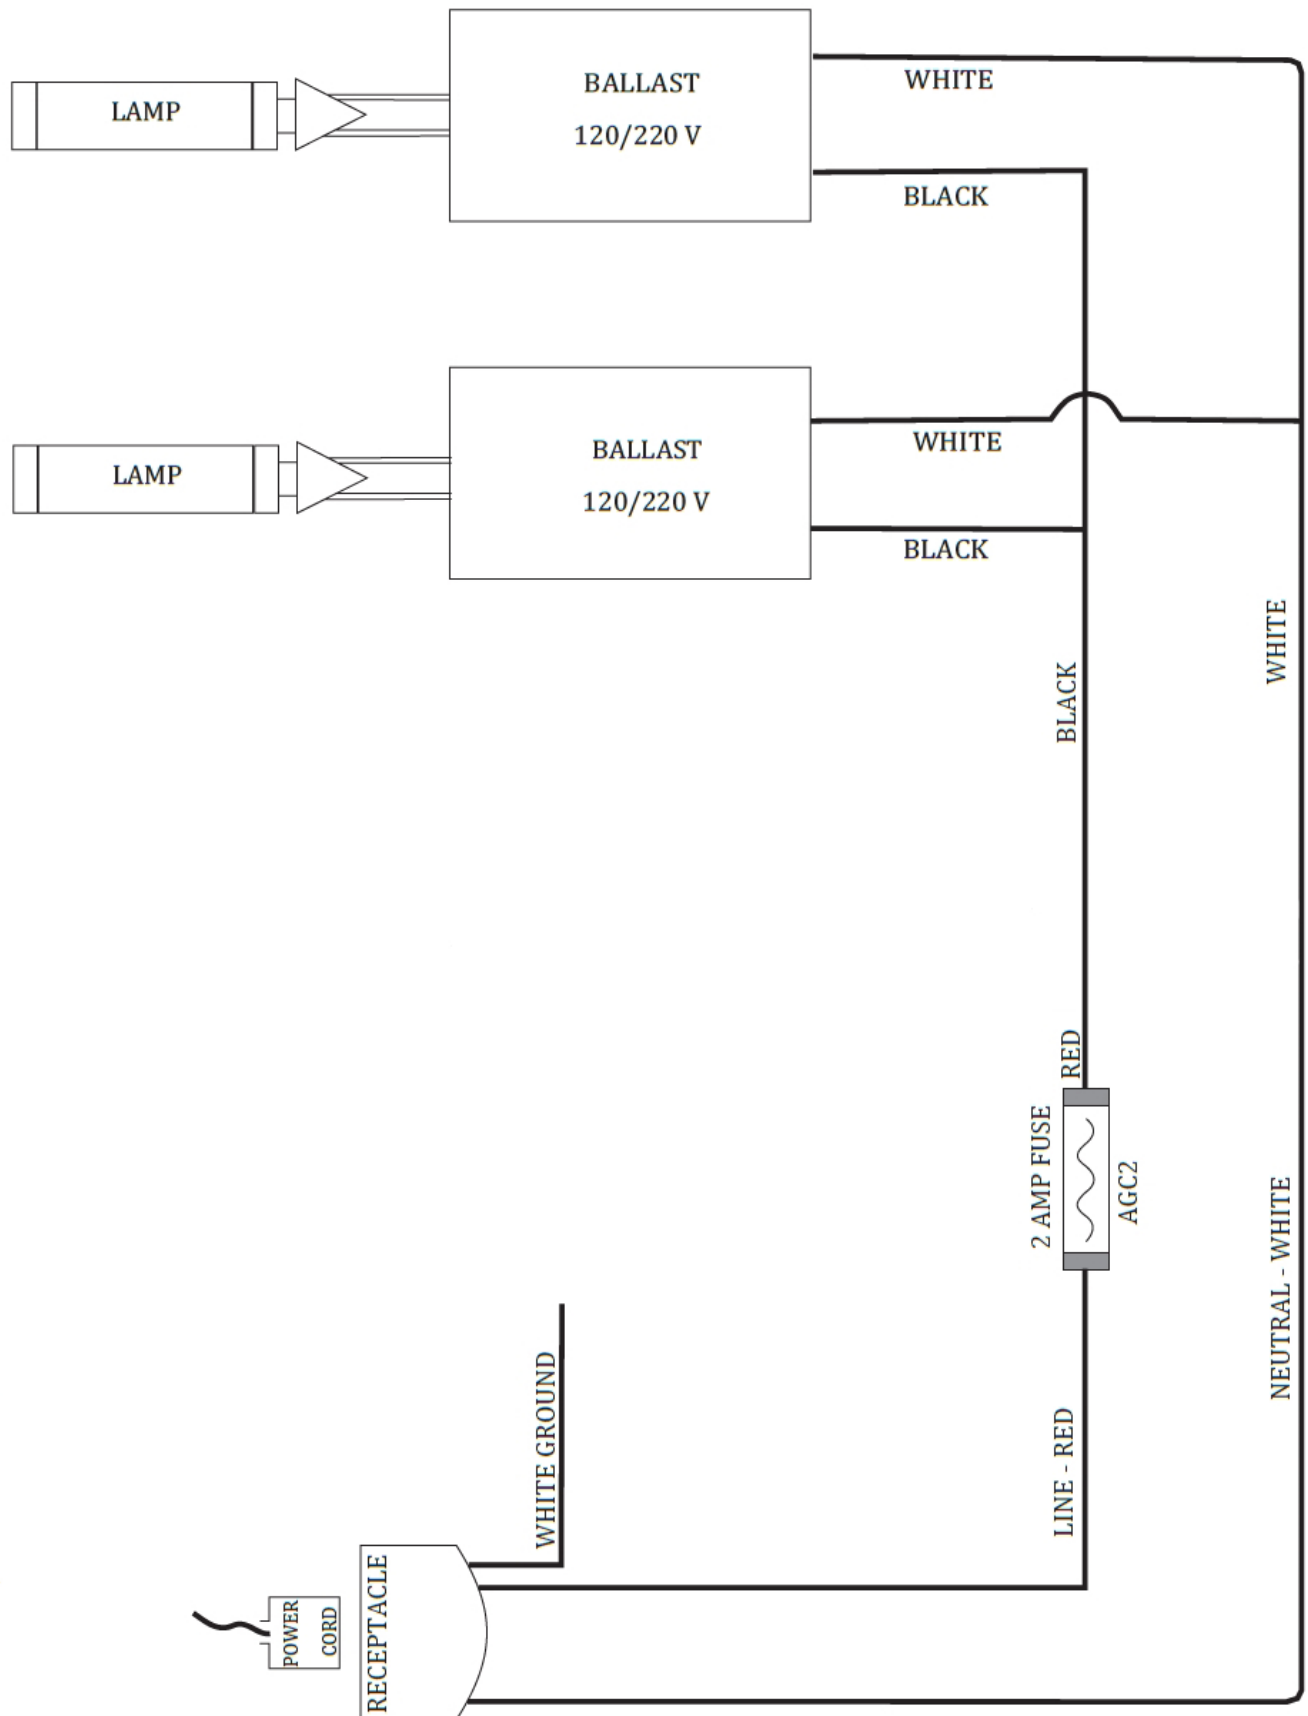 LAMP
BALLAST
120/220 V
WHITE
BLACK
LAMP
BALLAST
120/220 V
WHITE
BLACK
BLACK
WHITE
RED
2 AMP FUSE
AGC2
NEUTRAL - WHITE
WHITE GROUND
LINE - RED
POWER
CORD
RECEPTACLE